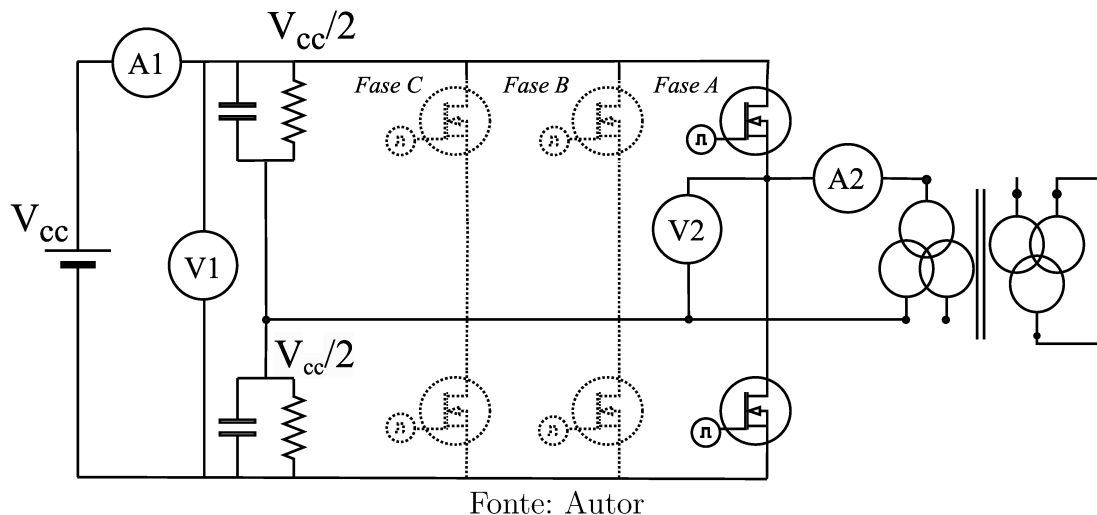 Vcc/2
A1
Fase C
Fase B
Fase A
A2
Vcc
V1
V2
Vcc/2
Fonte: Autor